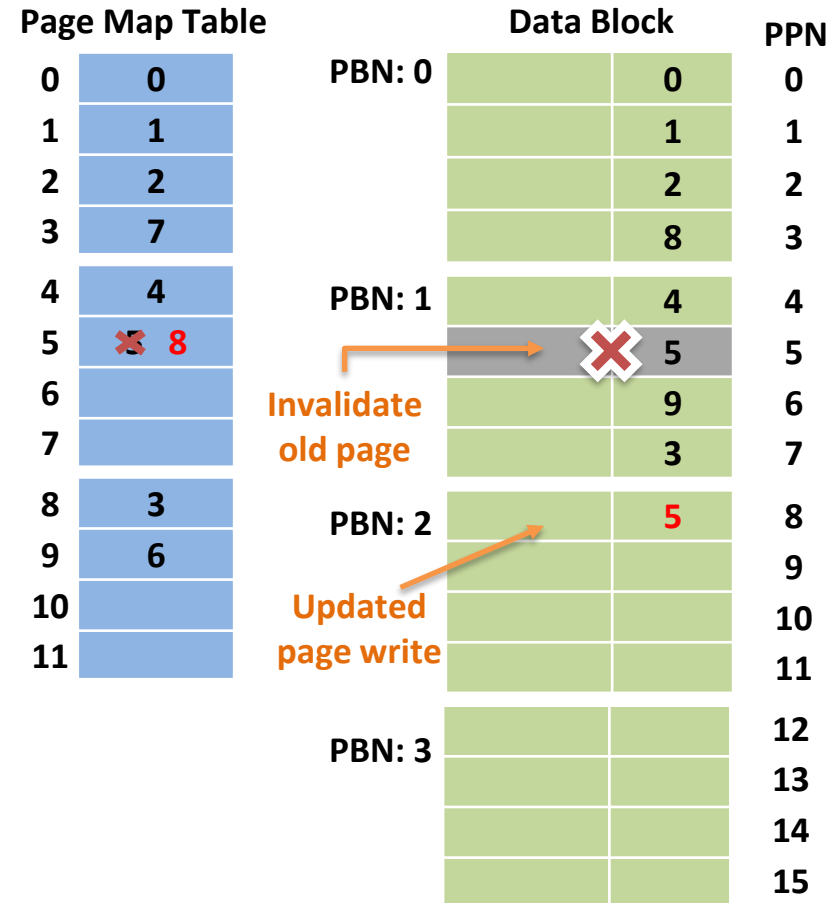 Page Map Table
Data Block
PPN
0 0
1 1
2 2
3 7
4 4
5 5 8
6
7
8 3
9 6
10
11
Invalidate
old page
Updated
page write
PBN: 0
0 0
1 1
2 2
8 3
PBN: 1
4 4
5 5
9 6
3 7
PBN: 2
5 8
9
10
11
PBN: 3
12
13
14
15